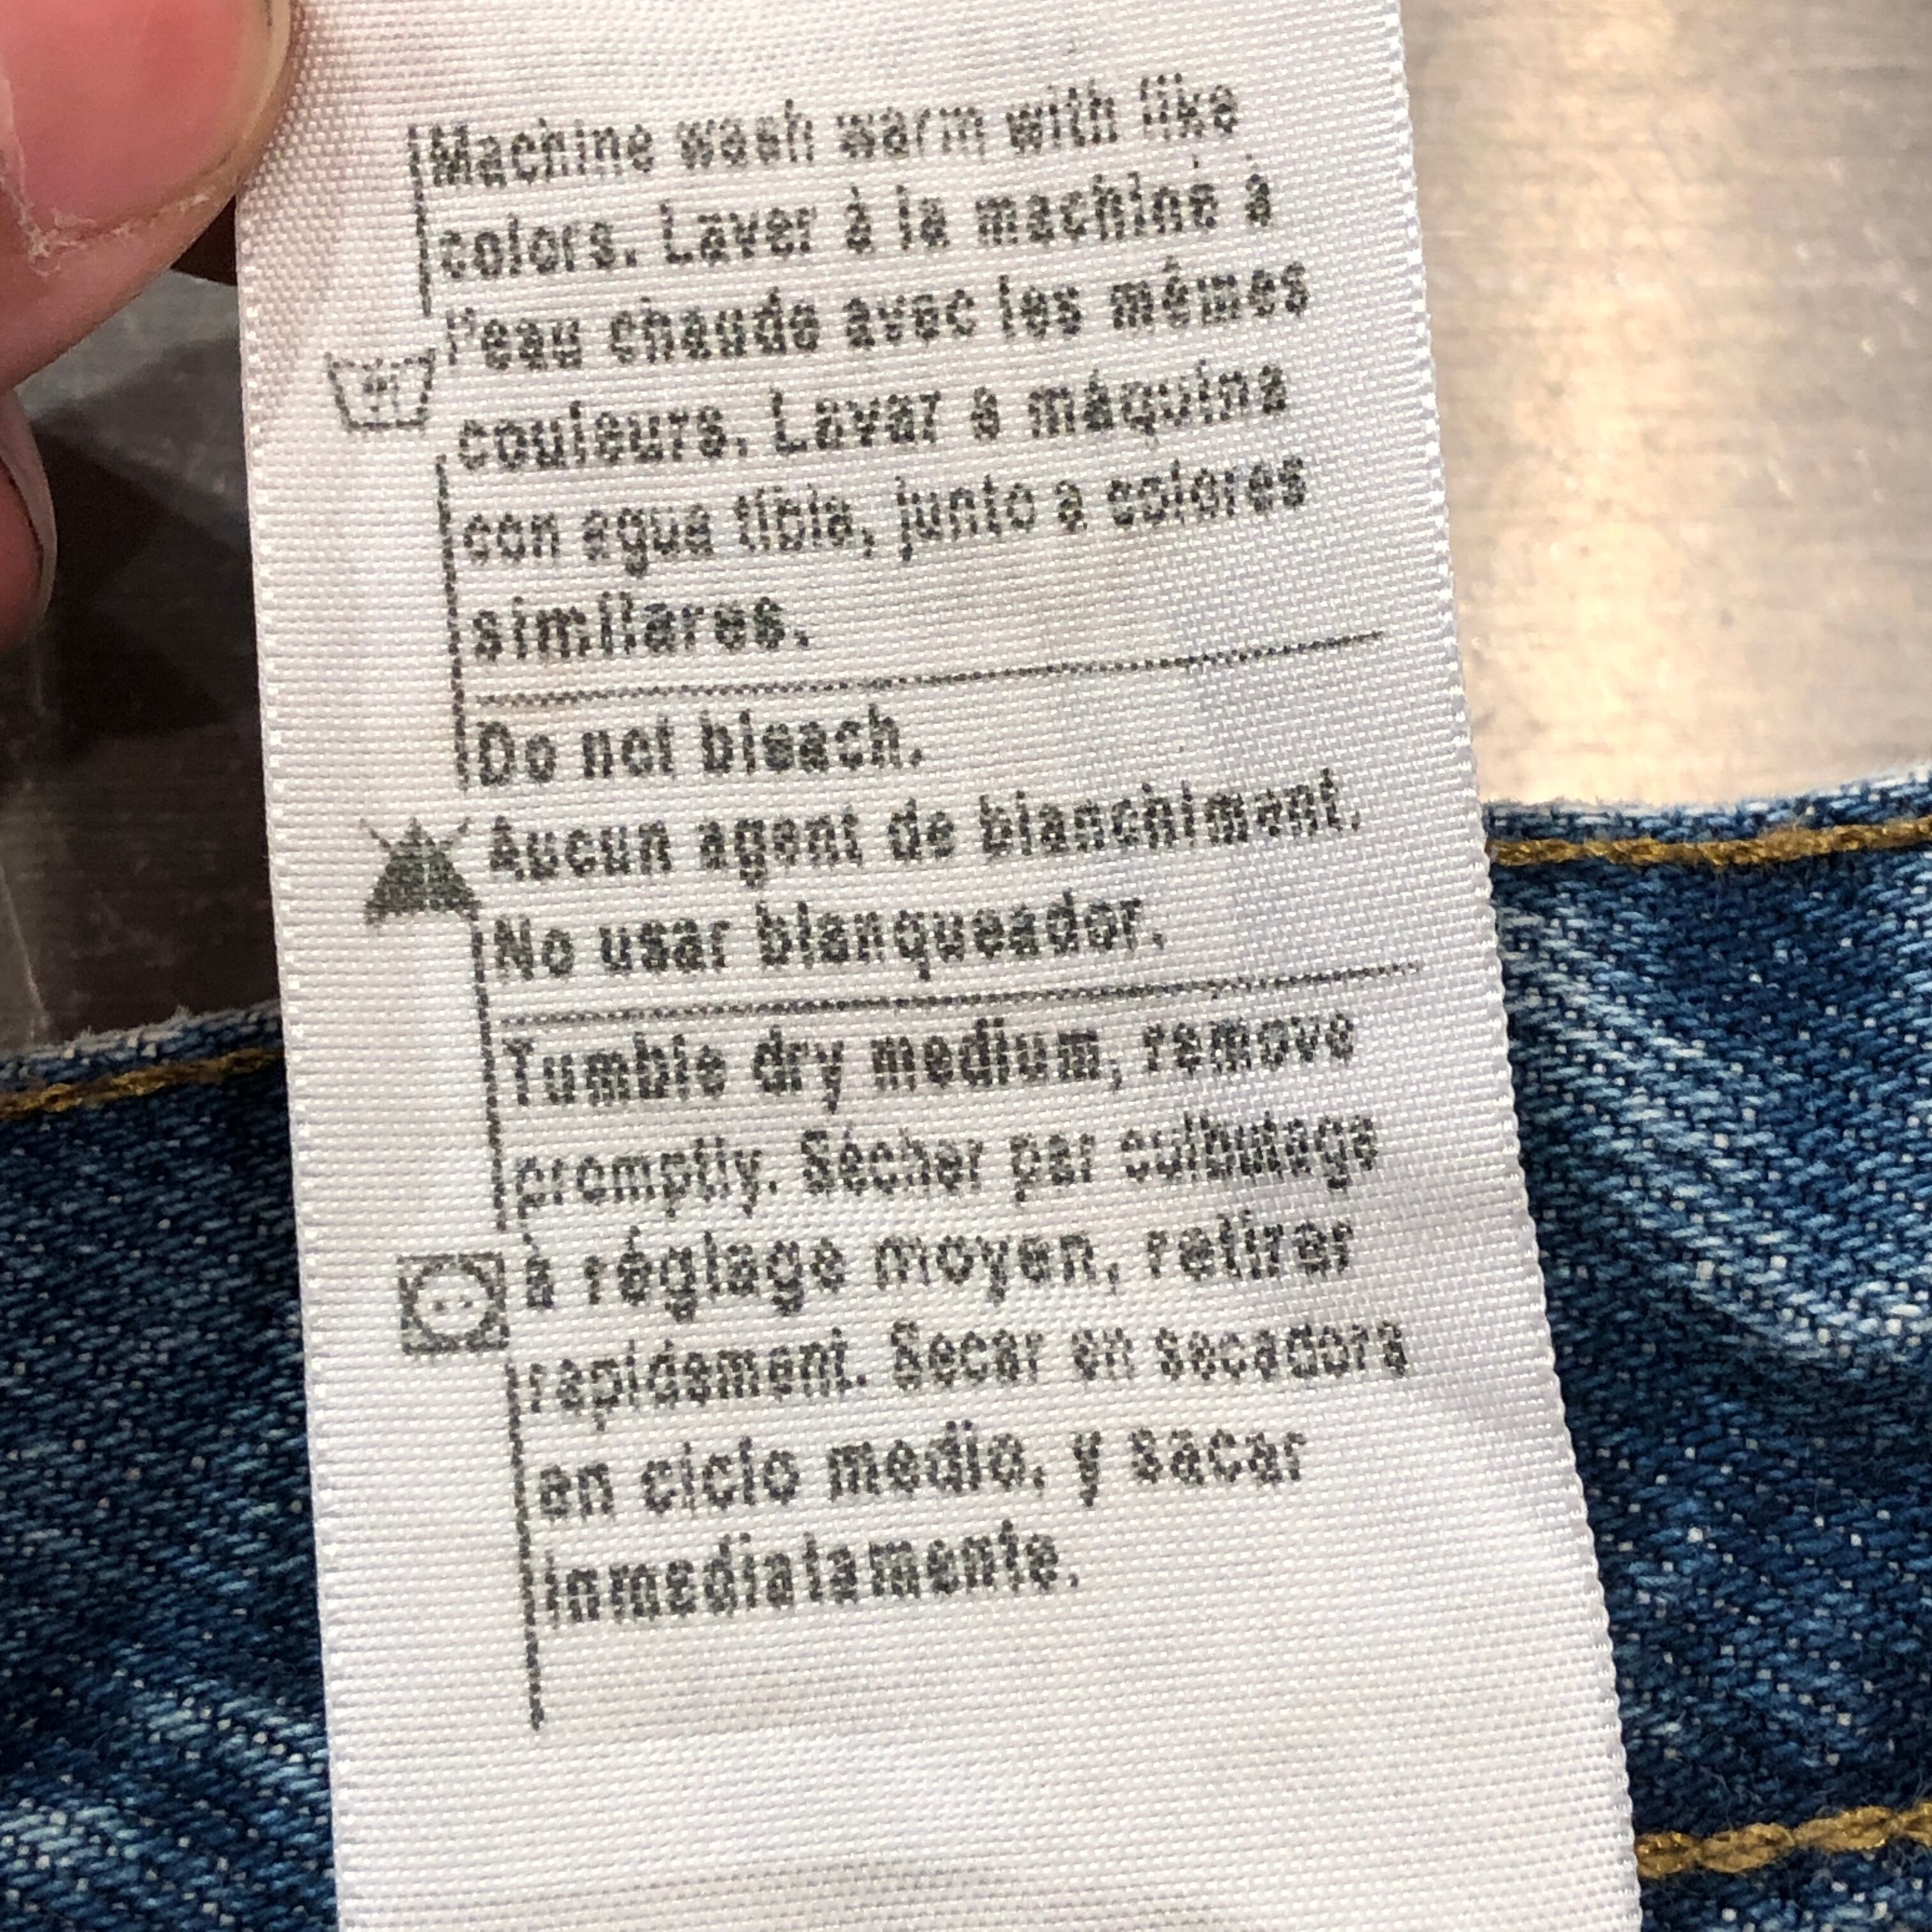 Machine wash warm with like
colors. Laver à la machine à
l'eau chaude avec les mêmes
couleurs. Lavar a máquina
con agua tibia, junto a colores
similares.
Do not bleach.
Aucun agent de blanchiment.
No usar blanqueador.
Tumble dry medium, remove
promptly. Sécher par culbutage
à réglage moyen, retirer
rapidement. Secar en secadora
en ciclo medio, y sacar
inmediatamente.